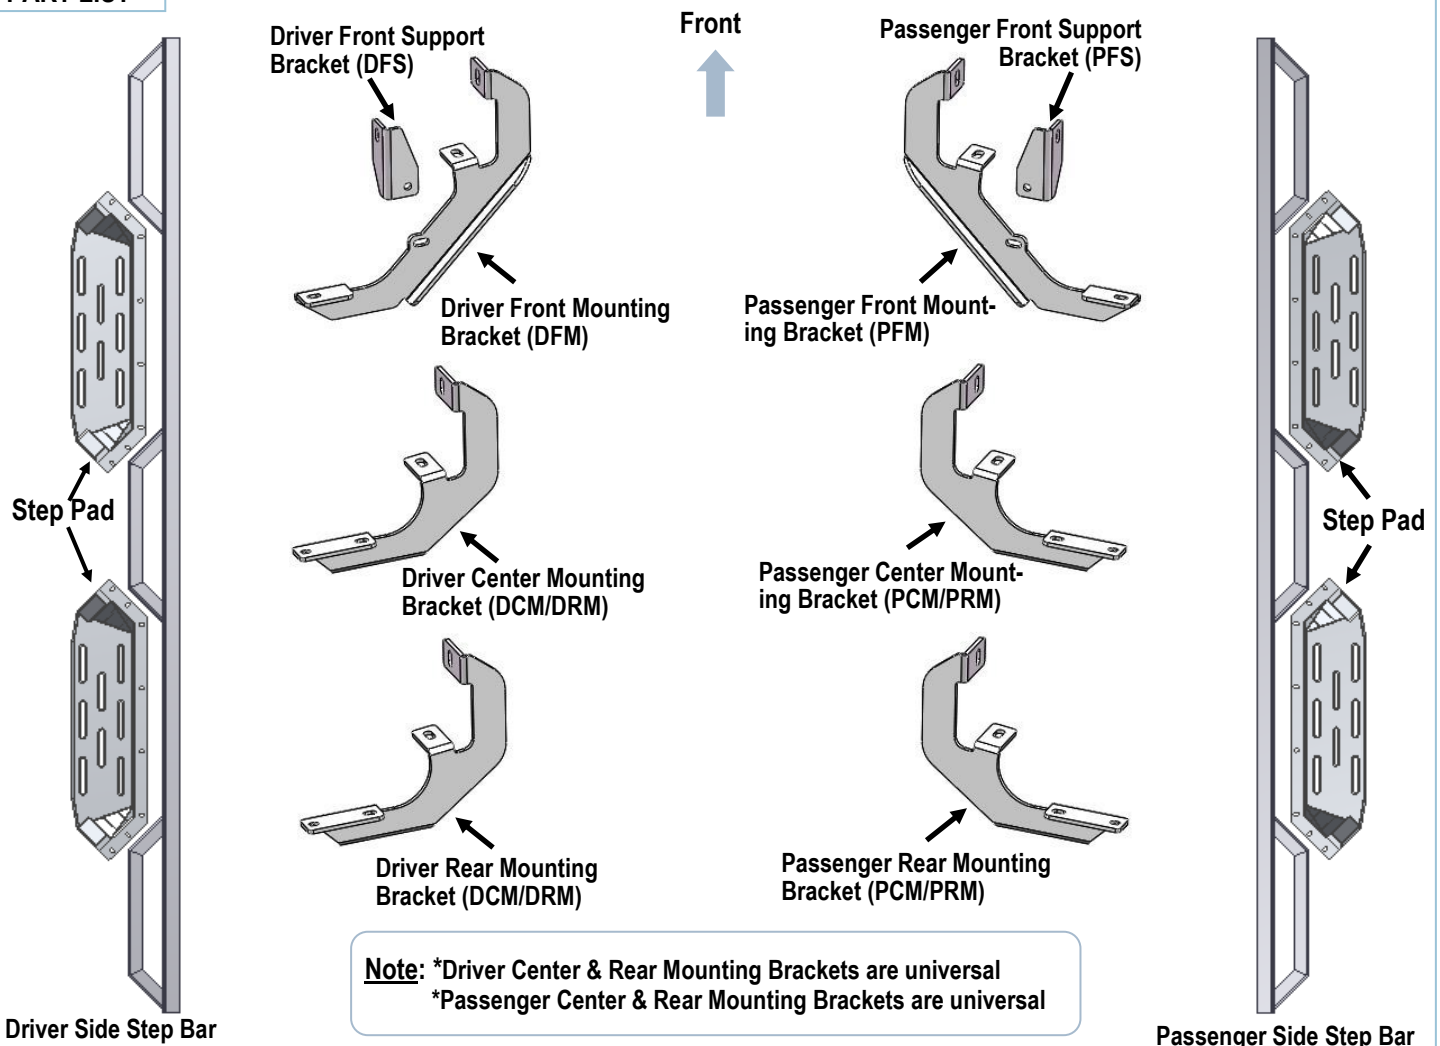 PART LIST
Front
Driver Front Support
Bracket (DFS)
Passenger Front Support
Bracket (PFS)
Driver Front Mounting
Bracket (DFM)
Passenger Front Mount-
ing Bracket (PFM)
Step Pad
Step Pad
Driver Center Mounting
Bracket (DCM/DRM)
Passenger Center Mount-
ing Bracket (PCM/PRM)
Driver Rear Mounting
Bracket (DCM/DRM)
Passenger Rear Mounting
Bracket (PCM/PRM)
Note: *Driver Center & Rear Mounting Brackets are universal
*Passenger Center & Rear Mounting Brackets are universal
Driver Side Step Bar
Passenger Side Step Bar